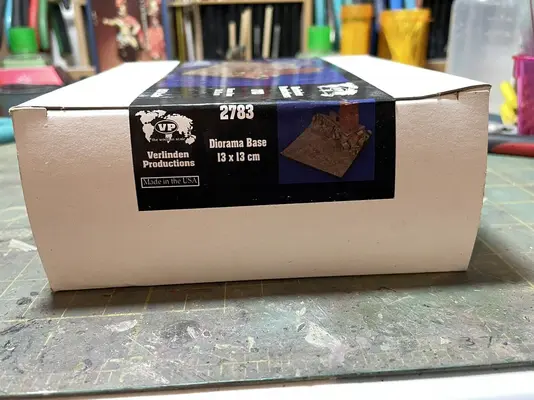 2783
VP
Verlinden
Productions
Made in the USA
Diorama Base
13 x 13 cm